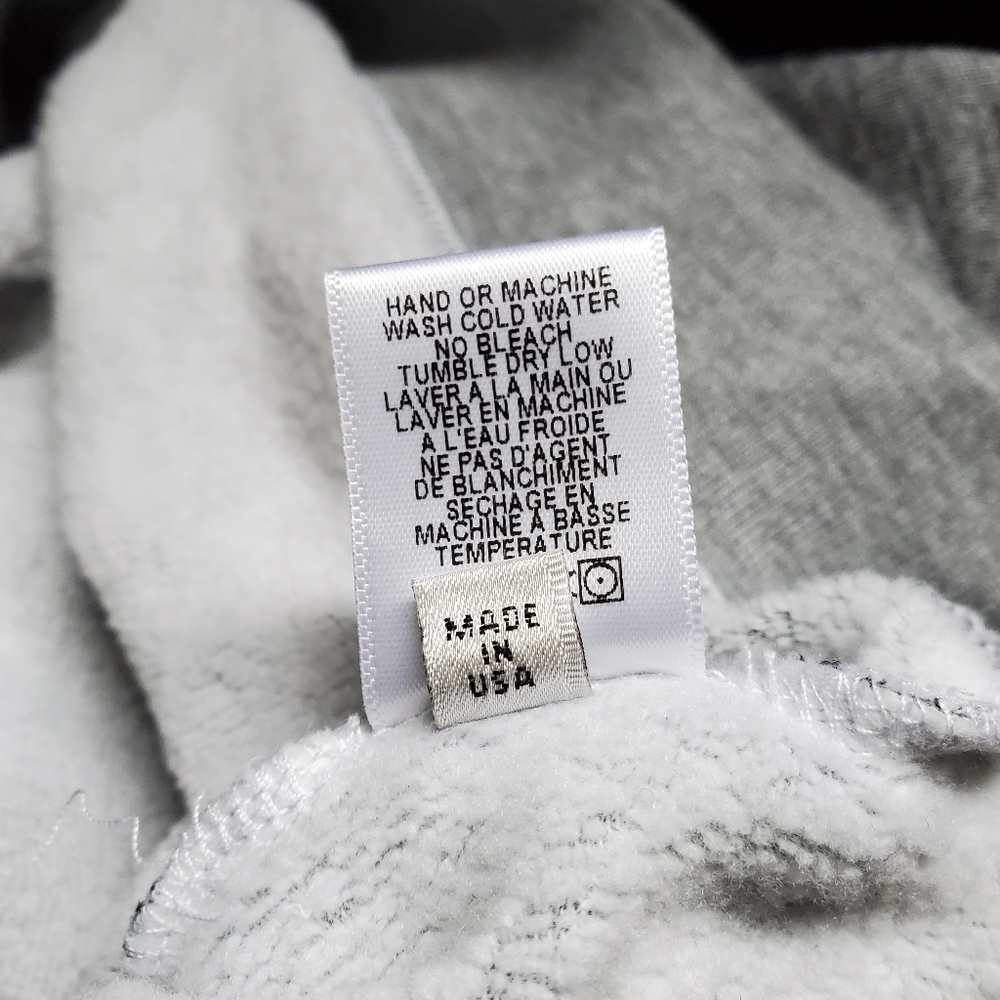 HAND OR MACHINE
WASH COLD WATER
NO BLEACH
TUMBLE DRY LOW
LAVER A LA MAIN OU
LAVER EN MACHINE
A L'EAU FROIDE
NE PAS D'AGENT
DE BLANCHIMENT
SECHAGE EN
MACHINE A BASSE
TEMPERATURE
MADE
IN
USA